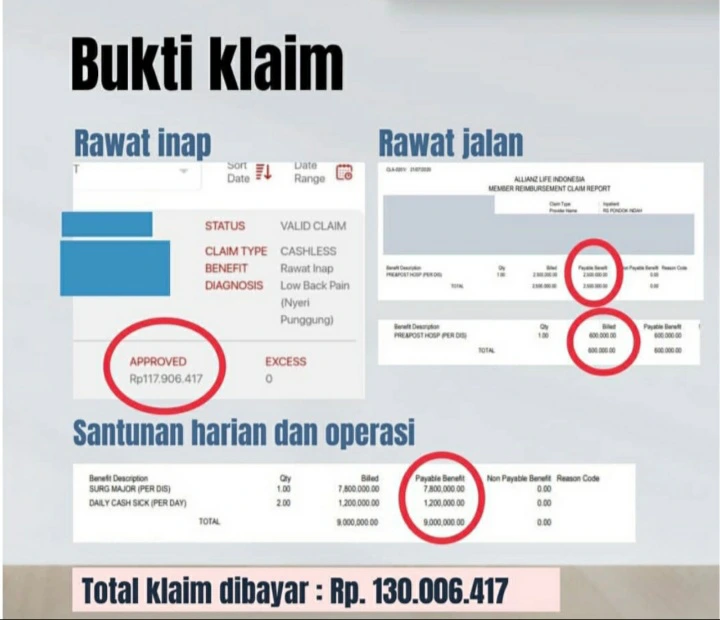 Bukti klaim
Rawat inap
Rawat jalan
T
Sort Date
Date Range
STATUS VALID CLAIM
CLAIM TYPE CASHLESS
BENEFIT Rawat Inap
DIAGNOSIS Low Back Pain
(Nyeri
Punggung)
APPROVED EXCESS
Rp117.906.417 0
ALLIANZ LIFE INDONESIA
MEMBER REIMBURSEMENT CLAIM REPORT
Claim Type : Inpatient
Provider Name : RS PONDOK INDAH
Benefit Description Qty Billed Payable Benefit Payable Benefit Reason Code
PRE&POST HOSP (PER DIS) 1.00 2.500.000.00 2.500.000.00 0.00
TOTAL 2.500.000.00 2.500.000.00 0.00
Benefit Description Qty Billed Payable Benefit
PRE&POST HOSP (PER DIS) 1.00 600,000.00 600,000.00
TOTAL 600,000.00 600,000.00
Santunan harian dan operasi
Benefit Description Qty Billed Payable Benefit Non Payable Benefit Reason Code
SURG MAJOR (PER DIS) 1.00 7,800,000.00 7,800,000.00 0.00
DAILY CASH SICK (PER DAY) 2.00 1,200,000.00 1,200,000.00 0.00
TOTAL 9,000,000.00 9,000,000.00 0.00
Total klaim dibayar : Rp. 130.006.417